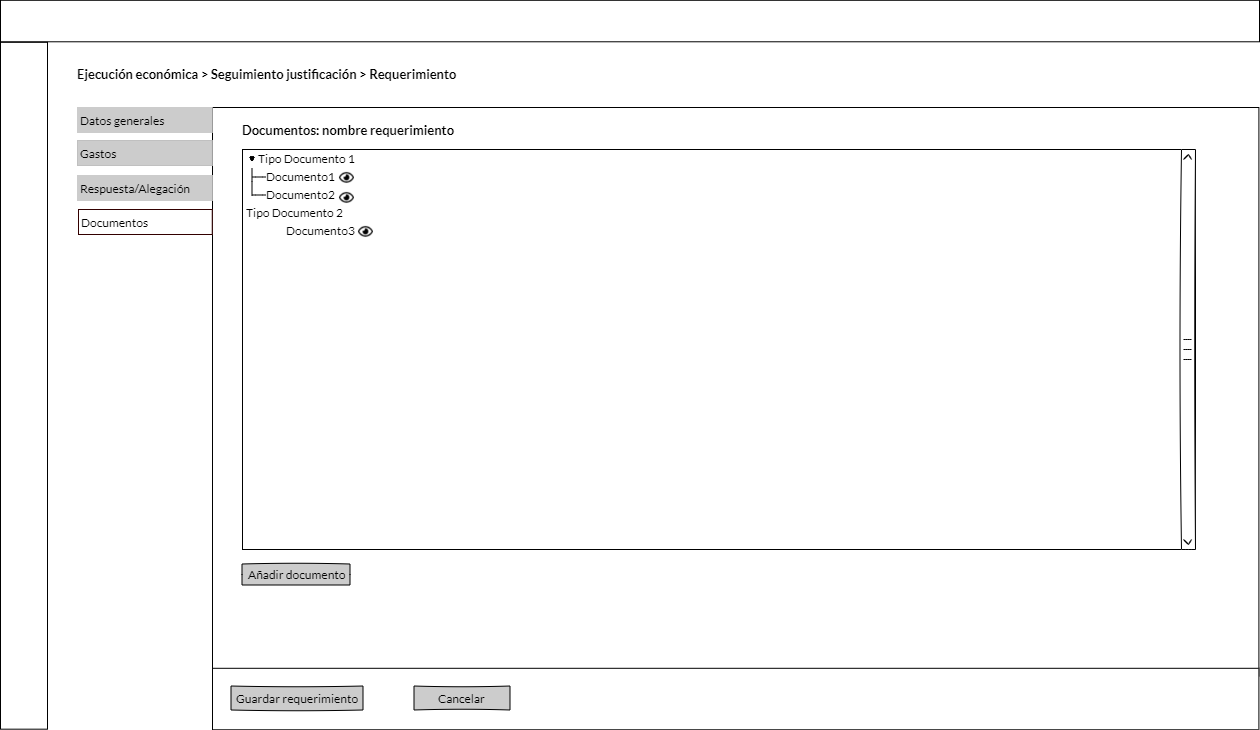 Ejecución económica > Seguimiento justificación > Requerimiento
Datos generales
Gastos
Respuesta/Alegación
Documentos
Documentos: nombre requerimiento
Tipo Documento 1
Documento1
Documento2
Tipo Documento 2
Documento3
Añadir documento
Guardar requerimiento
Cancelar